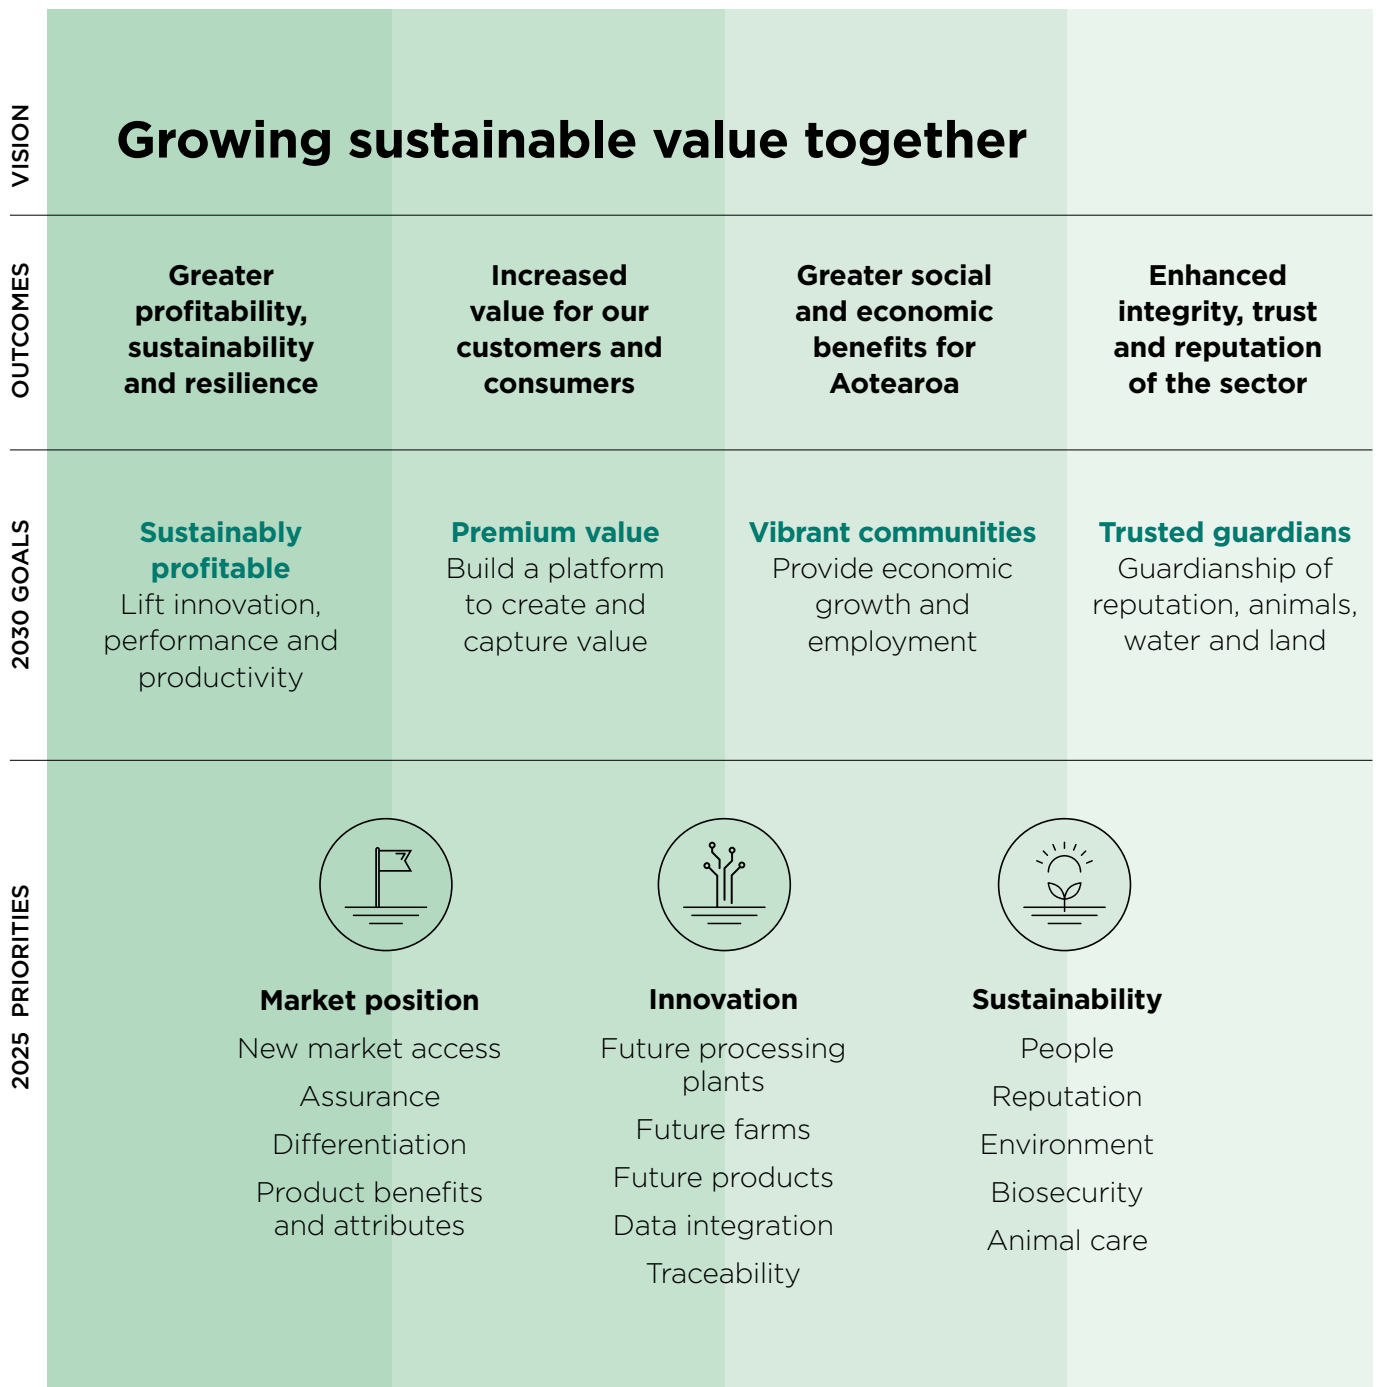 VISION
Growing sustainable value together
OUTCOMES
Greater
profitability,
sustainability
and resilience
Increased
value for our
customers and
consumers
Greater social
and economic
benefits for
Aotearoa
Enhanced
integrity, trust
and reputation
of the sector
2030 GOALS
Sustainably
profitable
Lift innovation,
performance and
productivity
Premium value
Build a platform
to create and
capture value
Vibrant communities
Provide economic
growth and
employment
Trusted guardians
Guardianship of
reputation, animals,
water and land
2025 PRIORITIES
Market position
New market access
Assurance
Differentiation
Product benefits
and attributes
Innovation
Future processing
plants
Future farms
Future products
Data integration
Traceability
Sustainability
People
Reputation
Environment
Biosecurity
Animal care